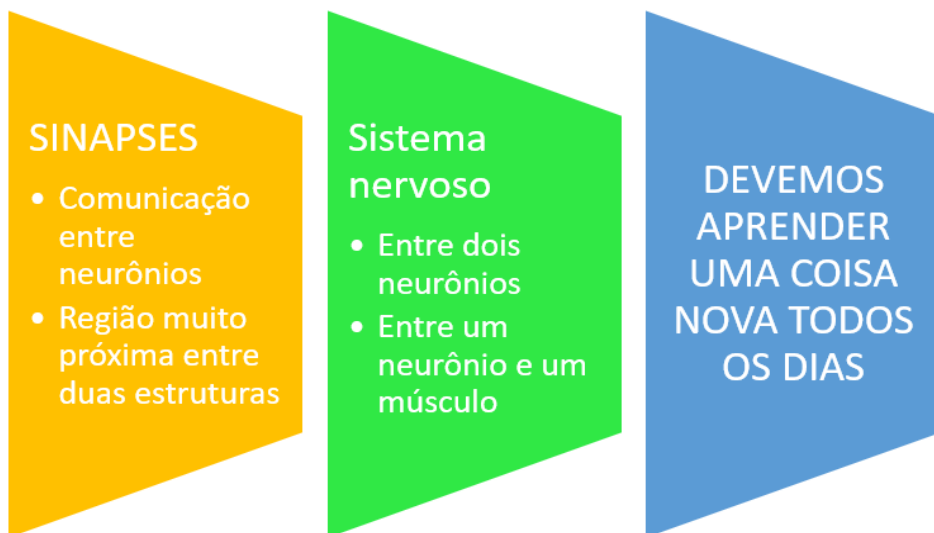 SINAPSES
• Comunicação
entre
neurônios
• Região muito
próxima entre
duas estruturas
Sistema
nervoso
• Entre dois
neurônios
• Entre um
neurônio e um
músculo
DEVEMOS
APRENDER
UMA COISA
NOVA TODOS
OS DIAS